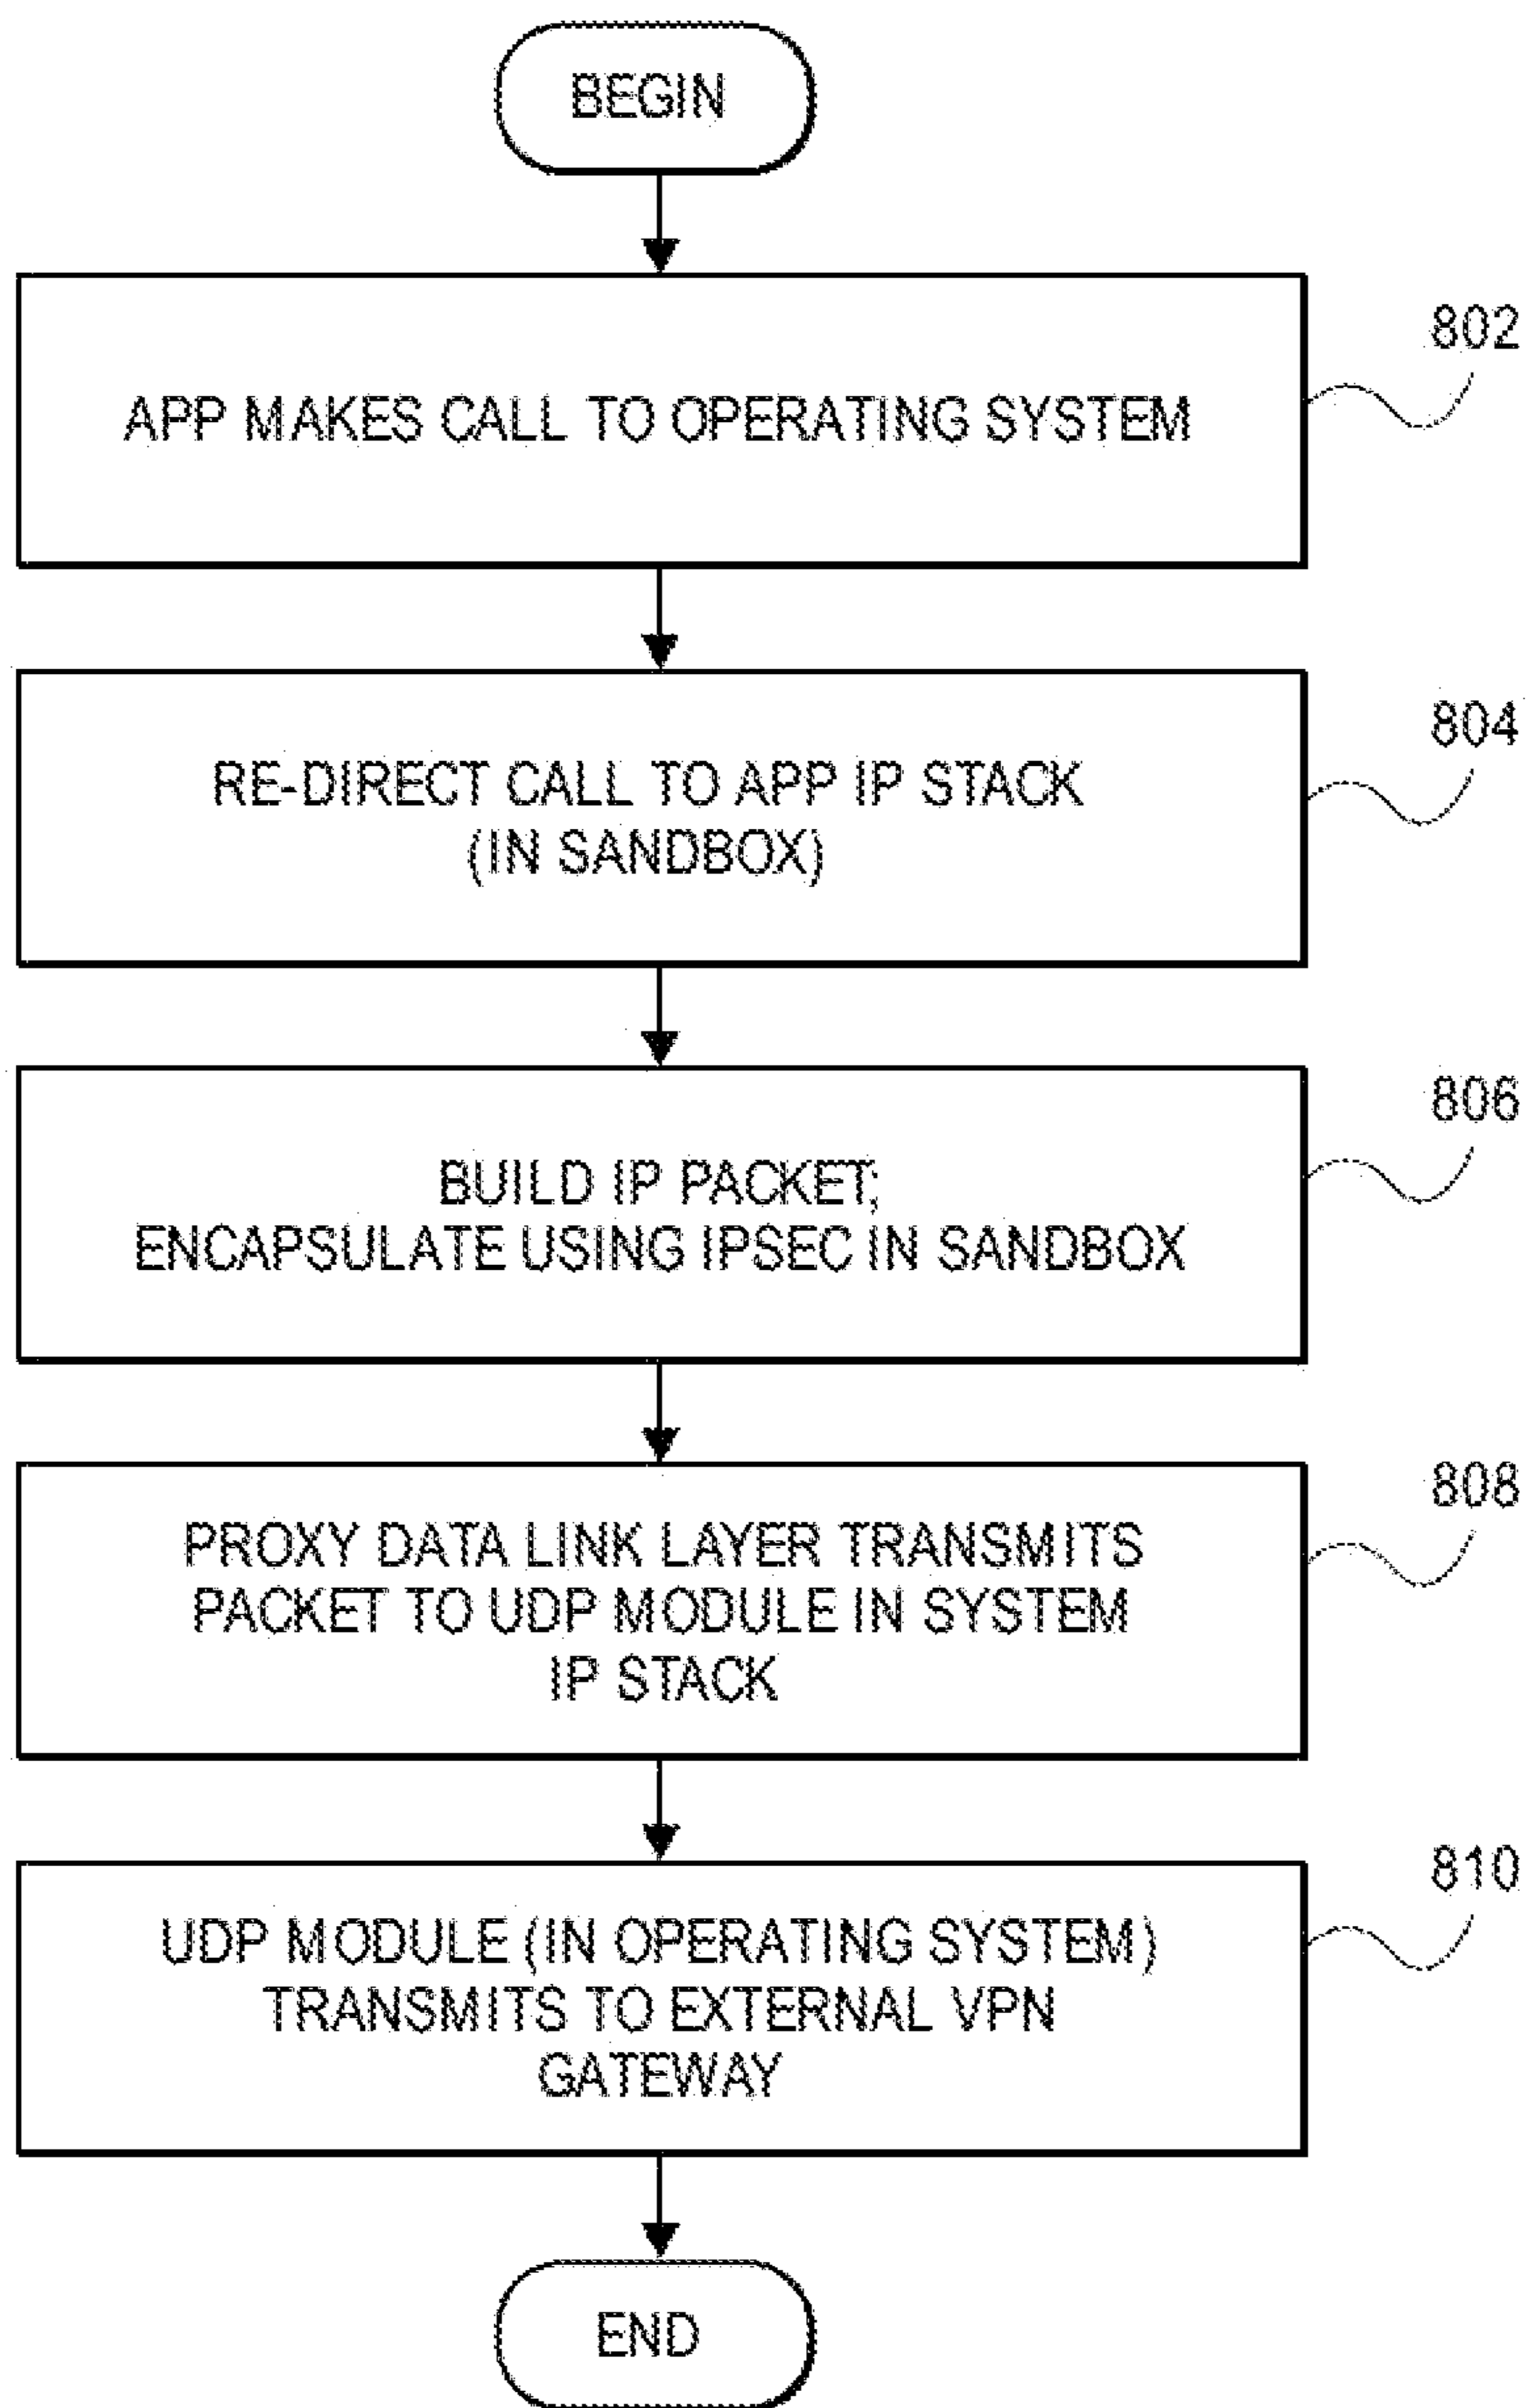 BEGIN
802
APP MAKES CALL TO OPERATING SYSTEM
804
RE-DIRECT CALL TO APP IP STACK
(IN SANDBOX)
806
BUILD IP PACKET;
ENCAPSULATE USING IPSEC IN SANDBOX
808
PROXY DATA LINK LAYER TRANSMITS
PACKET TO UDP MODULE IN SYSTEM
IP STACK
810
UDP MODULE (IN OPERATING SYSTEM)
TRANSMITS TO EXTERNAL VPN
GATEWAY
END